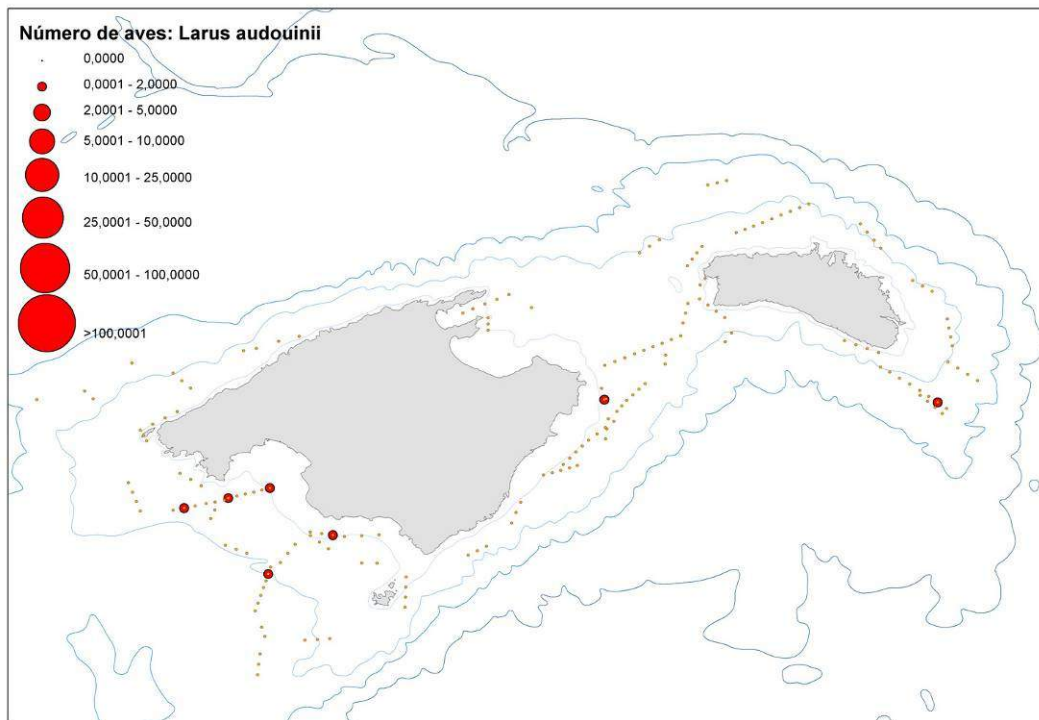 Número de aves: Larus audouinii
0,0000
0,0001 - 2,0000
2,0001 - 5,0000
5,0001 - 10,0000
10,0001 - 25,0000
25,0001 - 50,0000
50,0001 - 100,0000
>100,0001